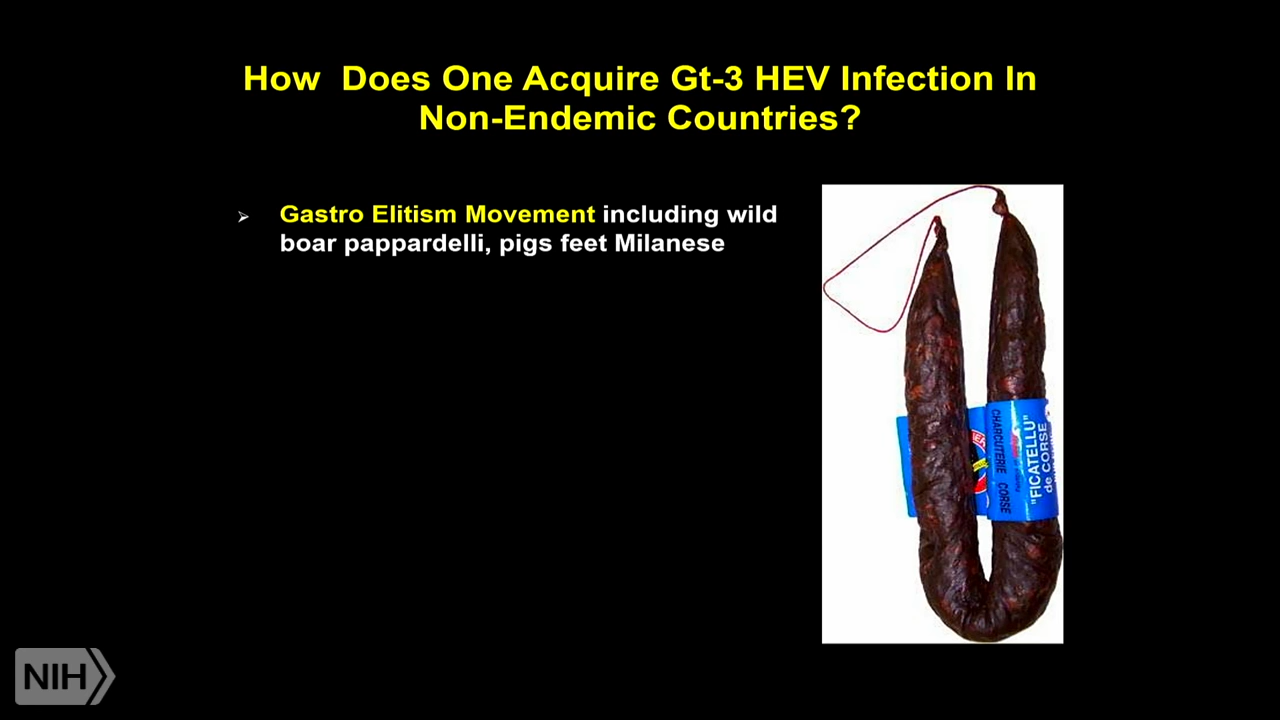 How Does One Acquire Gt-3 HEV Infection In
Non-Endemic Countries?
Gastro Elitism Movement including wild
boar pappardelli, pigs feet Milanese
CHARCUTERIE CORSE
"FICATELLU"
de CORSE
NIH